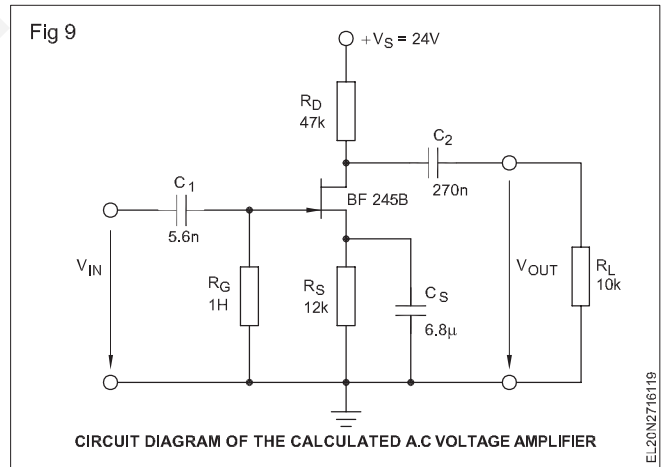 Fig 9
+VS = 24V
RD
47k
C2
270n
C1
5.6n
BF 245B
VIN
RG
1H
RS
12k
CS
6.8µ
VOUT
RL
10k
CIRCUIT DIAGRAM OF THE CALCULATED A.C VOLTAGE AMPLIFIER
EL20N2716119